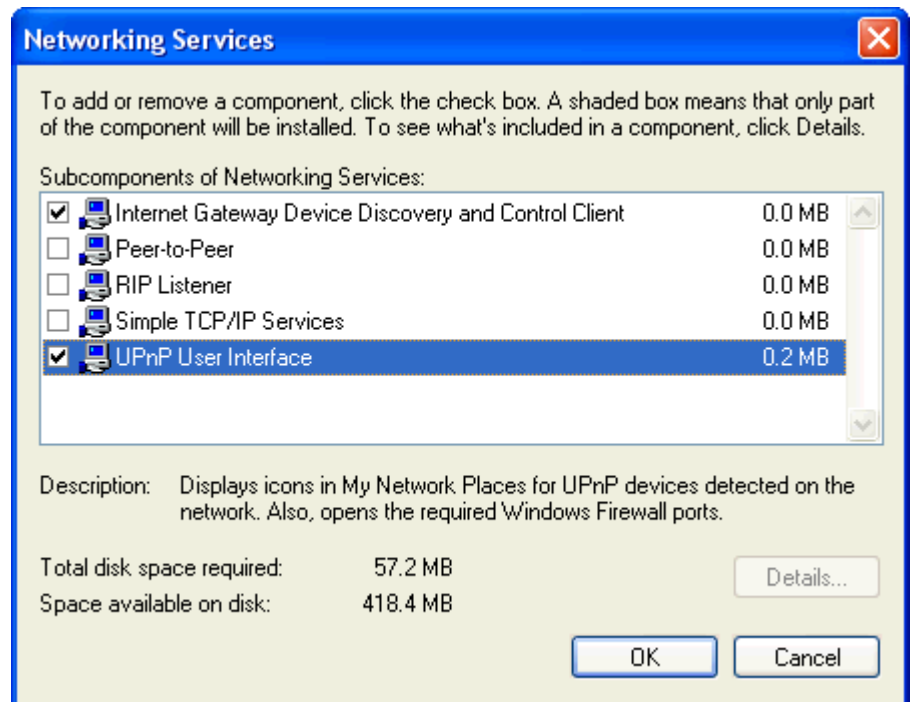 Networking Services
To add or remove a component, click the check box. A shaded box means that only part
of the component will be installed. To see what's included in a component, click Details.
Subcomponents of Networking Services:
Internet Gateway Device Discovery and Control Client 0.0 MB
Peer-to-Peer 0.0 MB
RIP Listener 0.0 MB
Simple TCP/IP Services 0.0 MB
UPnP User Interface 0.2 MB
Description: Displays icons in My Network Places for UPnP devices detected on the
network. Also, opens the required Windows Firewall ports.
Total disk space required: 57.2 MB
Details...
Space available on disk: 418.4 MB
OK Cancel